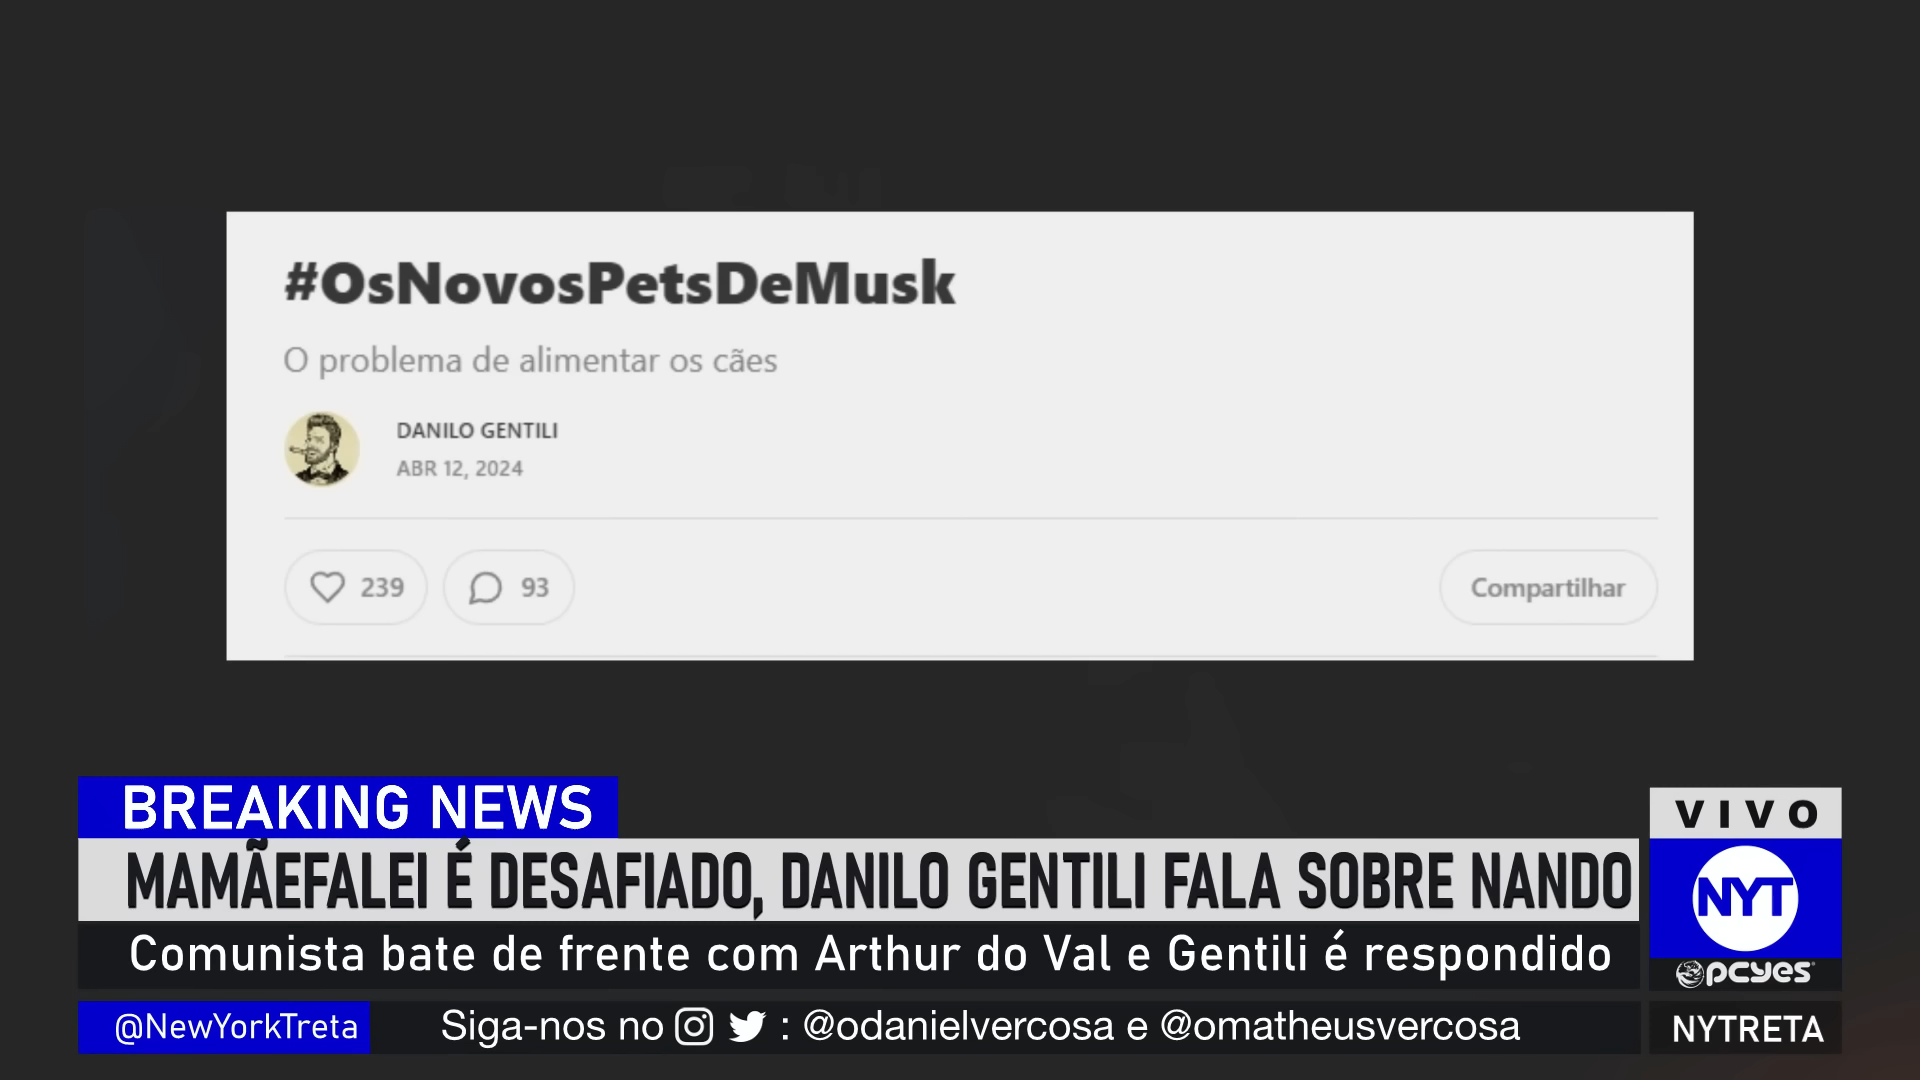 #OsNovosPetsDeMusk
O problema de alimentar os cães
DANILO GENTILI
ABR 12, 2024
239
93
Compartilhar
BREAKING NEWS
MAMÃEFALEI É DESAFIADO, DANILO GENTILI FALA SOBRE NANDO
Comunista bate de frente com Arthur do Val e Gentili é respondido
@NewYorkTreta
Siga-nos no : @odanielvercosa e @omatheusvercosa
VIVO
NYT
pcyes
NYTRETA